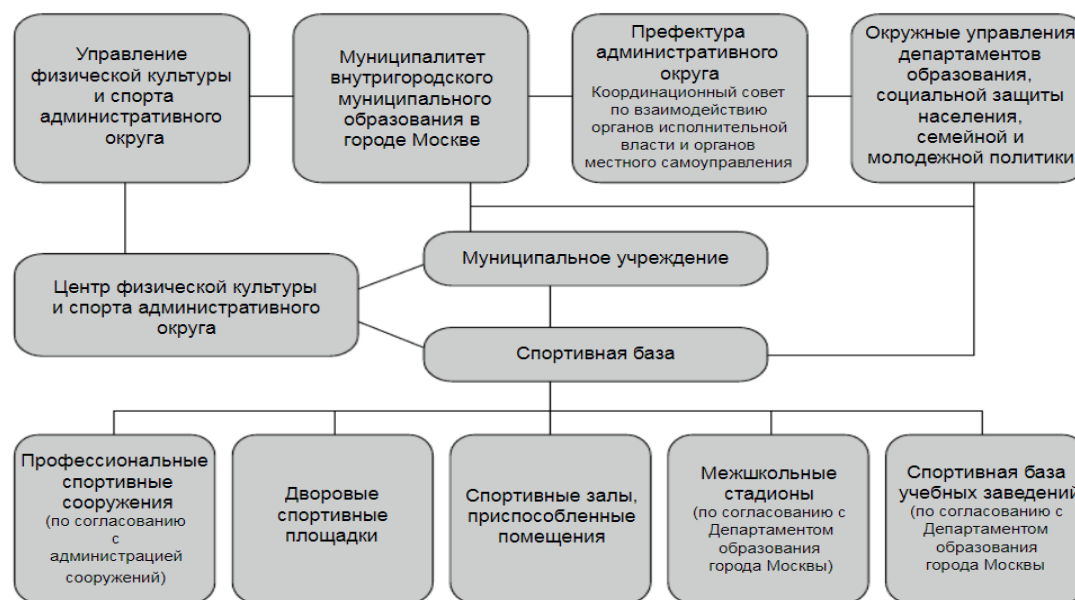 Управление
физической культуры
и спорта
административного
округа
Муниципалитет
внутригородского
муниципального
образования в
городе Москве
Префектура
административного
округа
Координационный совет
по взаимодействию
органов исполнительной
власти и органов
местного самоуправления
Окружные управления
департаментов
образования,
социальной защиты
населения,
семейной и
молодежной политики
Муниципальное учреждение
Центр физической культуры
и спорта административного
округа
Спортивная база
Профессиональные
спортивные
сооружения
(по согласованию
с
администрацией
сооружений)
Дворовые
спортивные
площадки
Спортивные залы,
приспособленные
помещения
Межшкольные
стадионы
(по согласованию с
Департаментом
образования
города Москвы)
Спортивная база
учебных заведений
(по согласованию с
Департаментом
образования
города Москвы